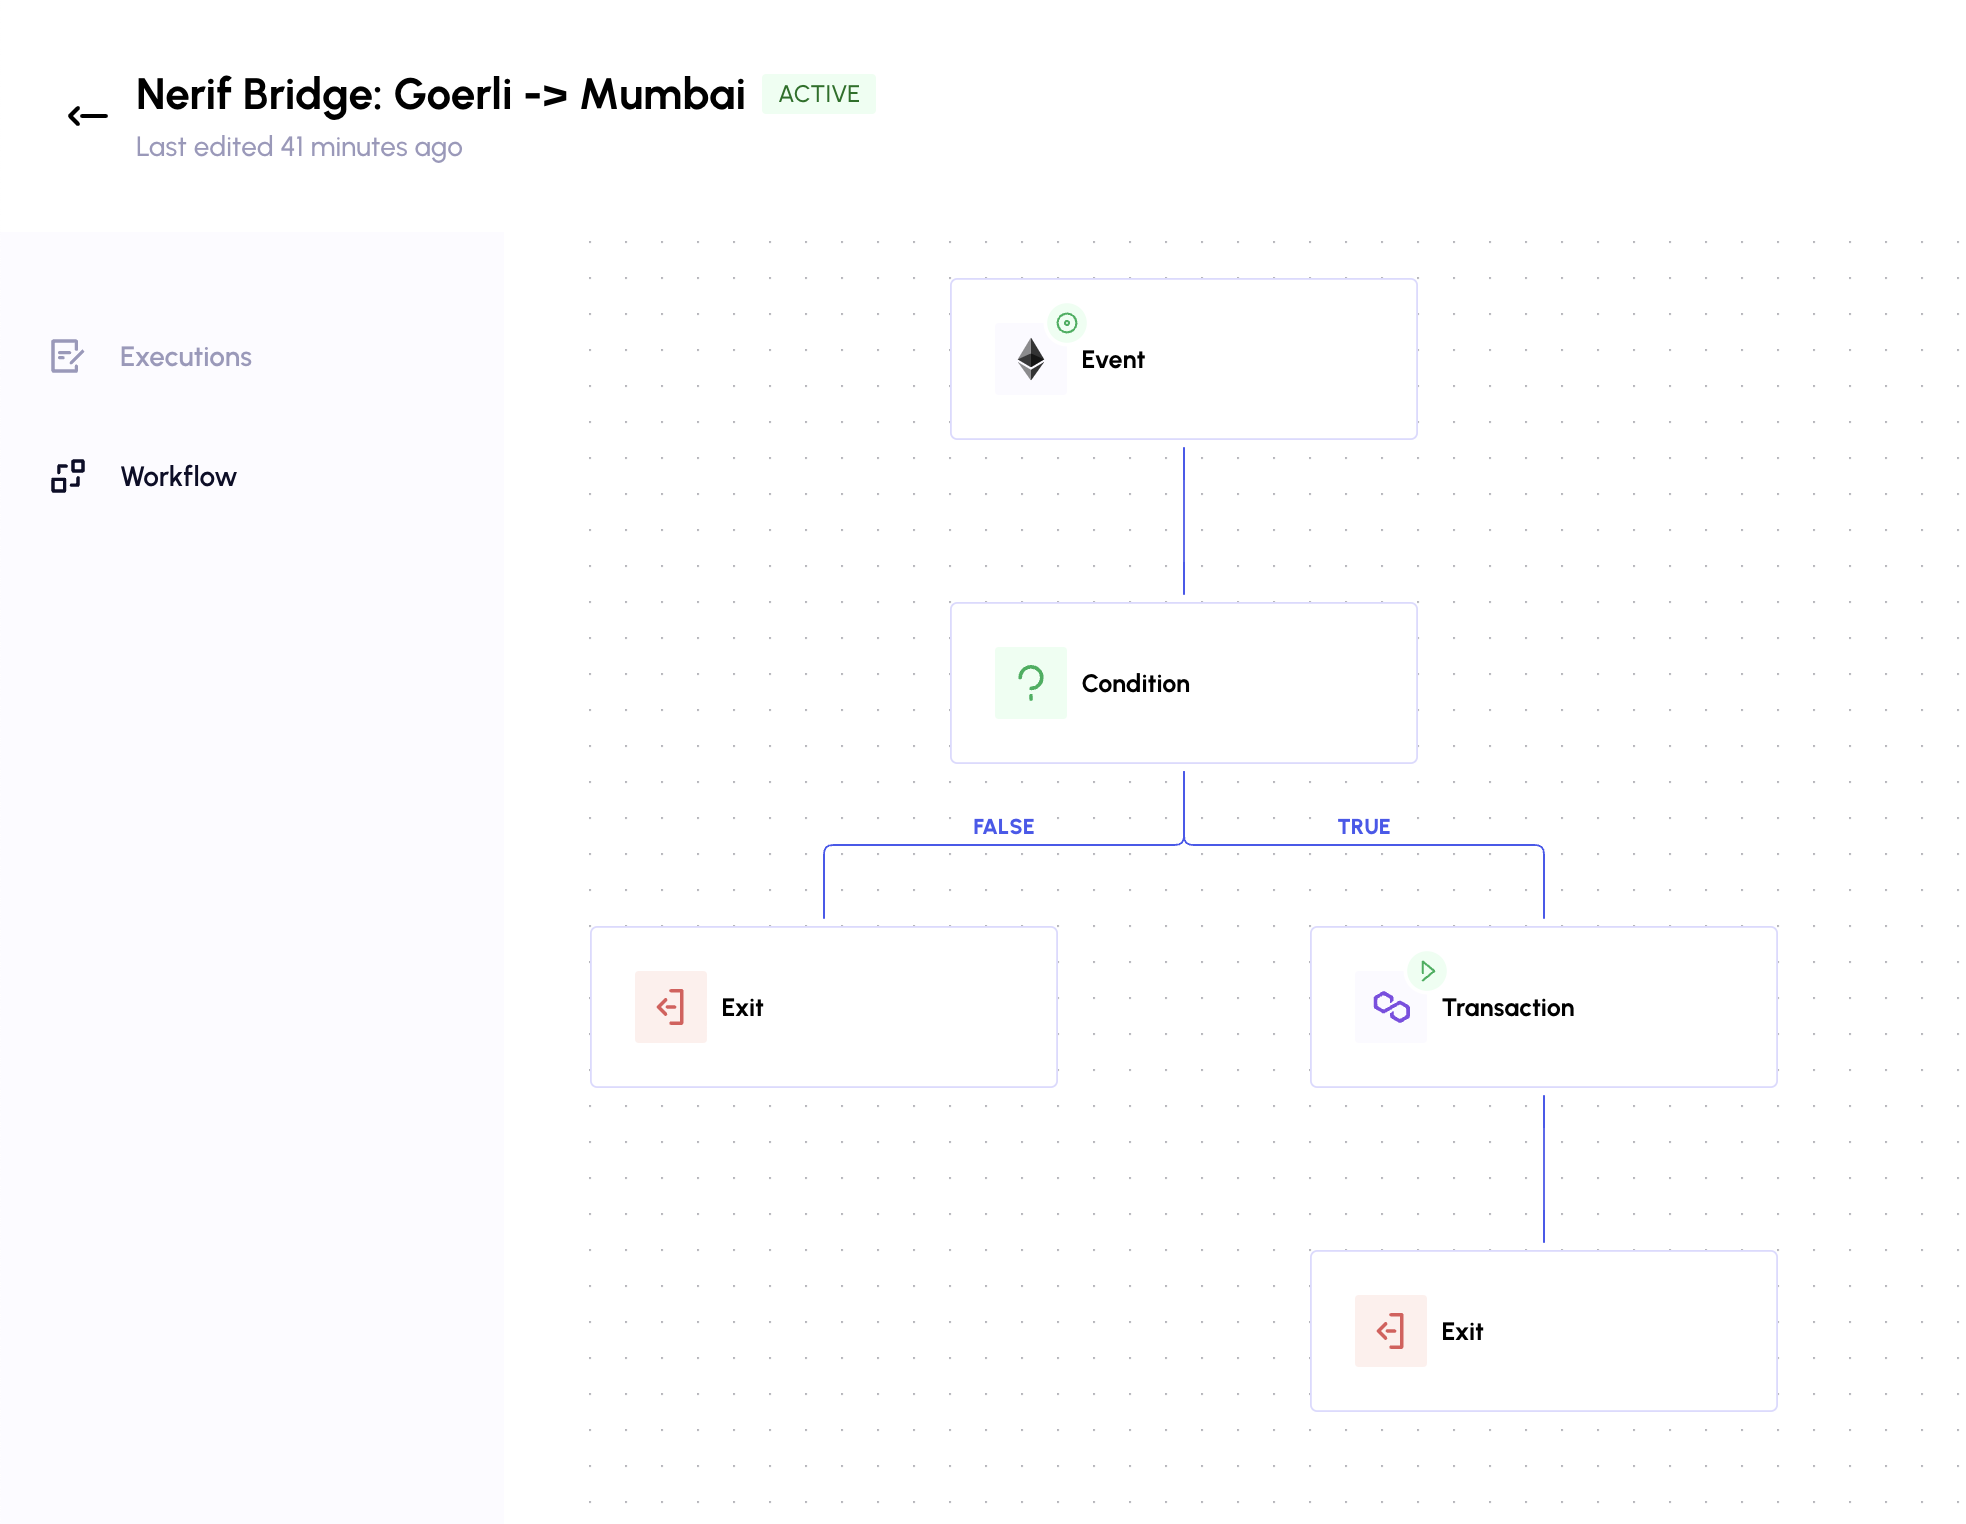 Nerif Bridge: Goerli -> Mumbai
ACTIVE
Last edited 41 minutes ago
Executions
Workflow
Event
Condition
FALSE
TRUE
Exit
Transaction
Exit